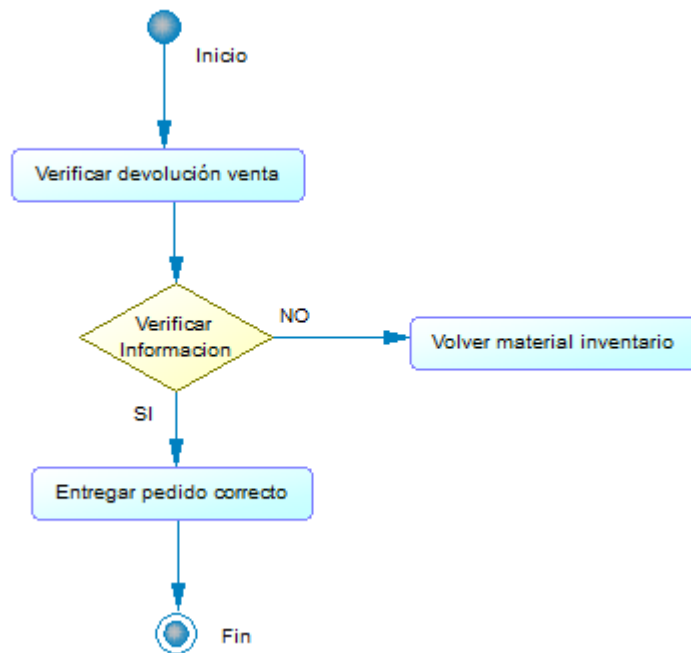 Inicio
Verificar devolución venta
Verificar
Informacion
NO
Volver material inventario
SI
Entregar pedido correcto
Fin